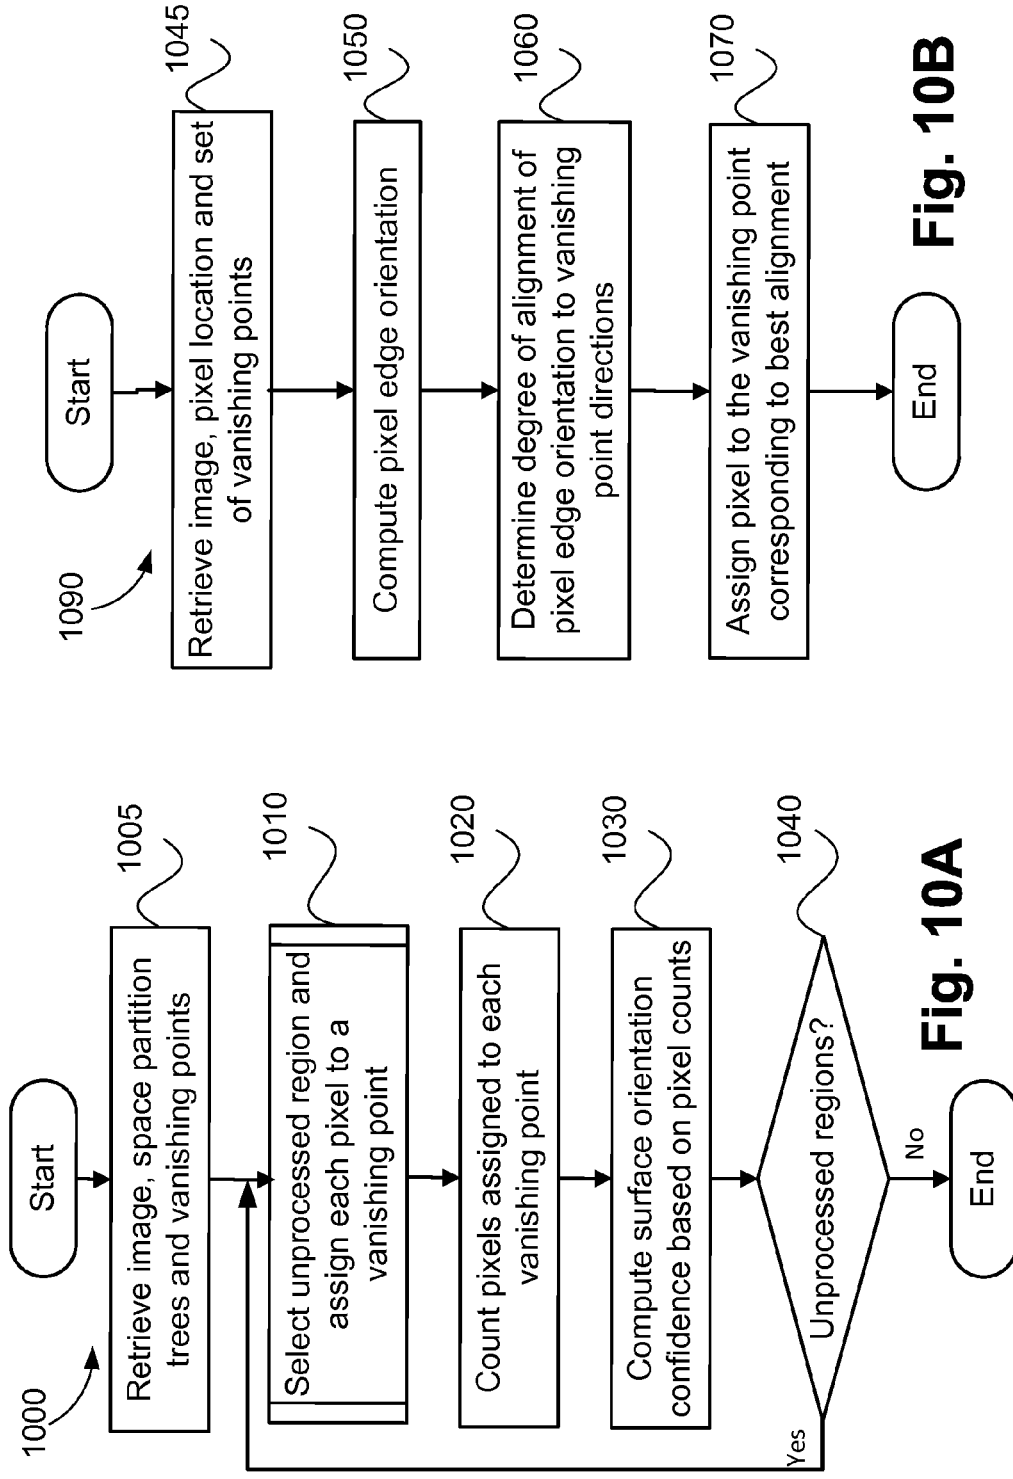 1000
Start
Retrieve image, space partition
trees and vanishing points
1005
Select unprocessed region and
assign each pixel to a
vanishing point
1010
Count pixels assigned to each
vanishing point
1020
Compute surface orientation
confidence based on pixel counts
1030
Unprocessed regions?
1040
Yes
No
End
Fig. 10A
1090
Start
Retrieve image, pixel location and set
of vanishing points
1045
Compute pixel edge orientation
1050
Determine degree of alignment of
pixel edge orientation to vanishing
point directions
1060
Assign pixel to the vanishing point
corresponding to best alignment
1070
End
Fig. 10B